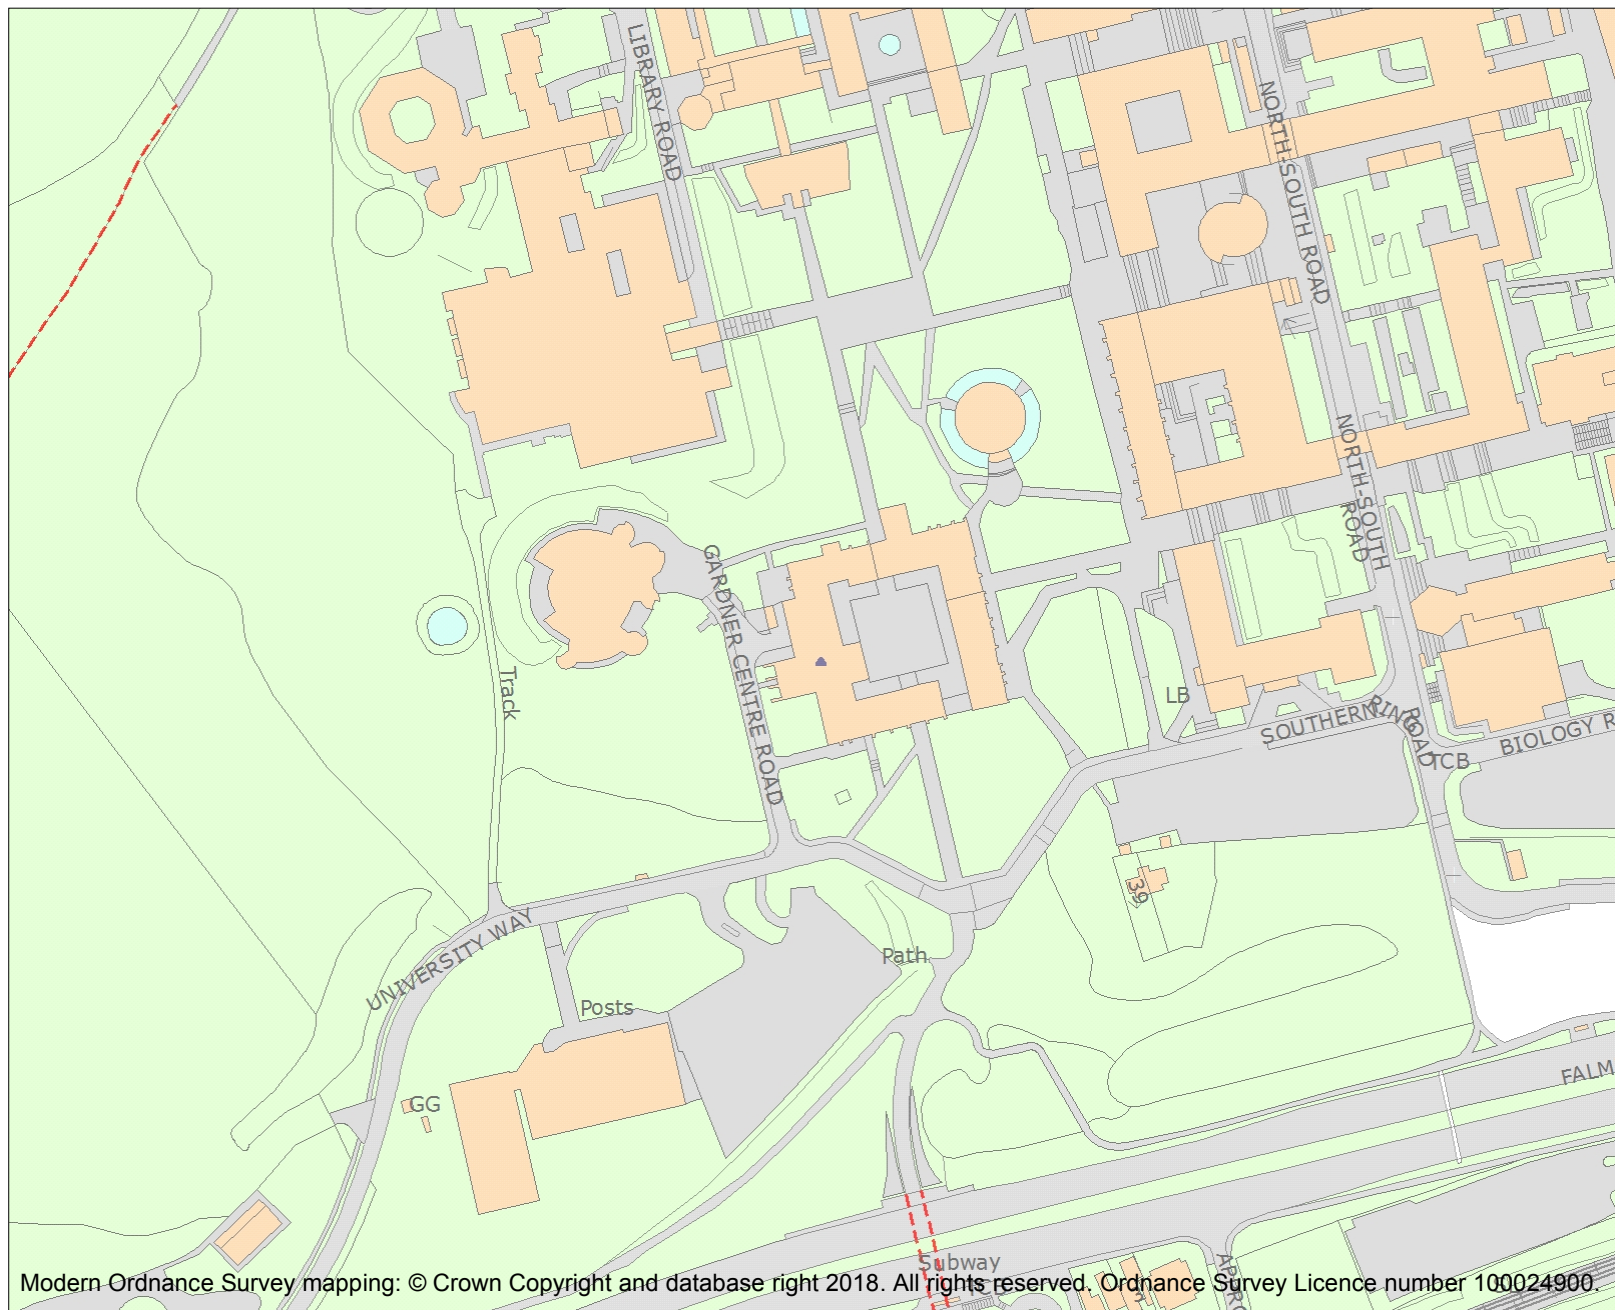 LIBRARY ROAD
NORTH-SOUTH ROAD
NORTH-SOUTH
ROAD
GARDNER CENTRE ROAD
Track
LB
SOUTHERN
RING
ROAD
BIOLOGY R
TCB
39
UNIVERSITY WAY
Path
Posts
GG
FALM
Subway
TCB
Modern Ordnance Survey mapping: © Crown Copyright and database right 2018. All rights reserved. Ordnance Survey Licence number 100024900.